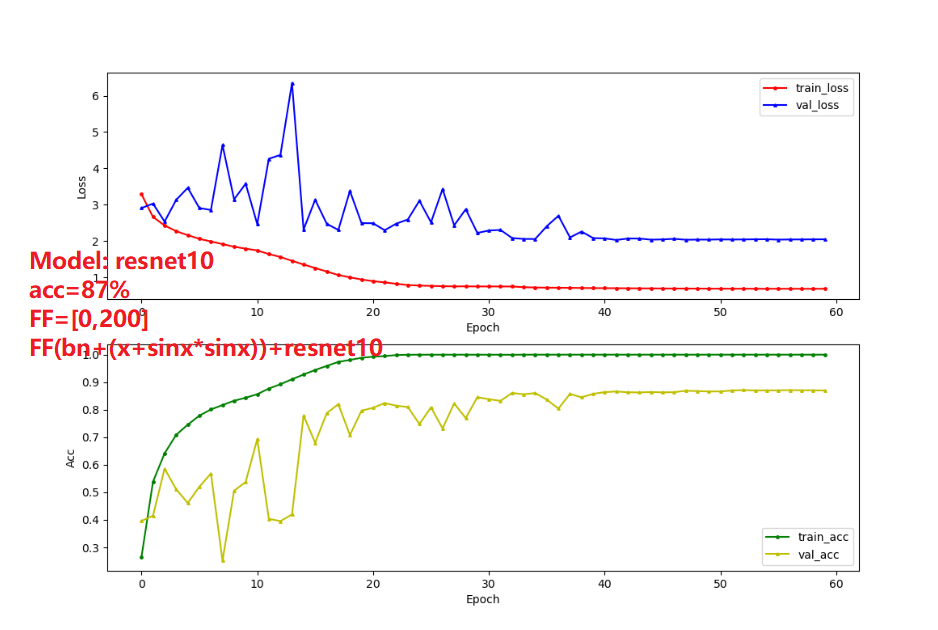 6
train_loss
val_loss
5
4
Loss
3
2
1
Model: resnet10
acc=87%
FF=[0,200]
FF(bn+(x+sinx*sinx))+resnet10
0 10 20 30 40 50 60
Epoch
1.0
0.9
0.8
0.7
Acc
0.6
0.5
0.4
0.3
train_acc
val_acc
0 10 20 30 40 50 60
Epoch